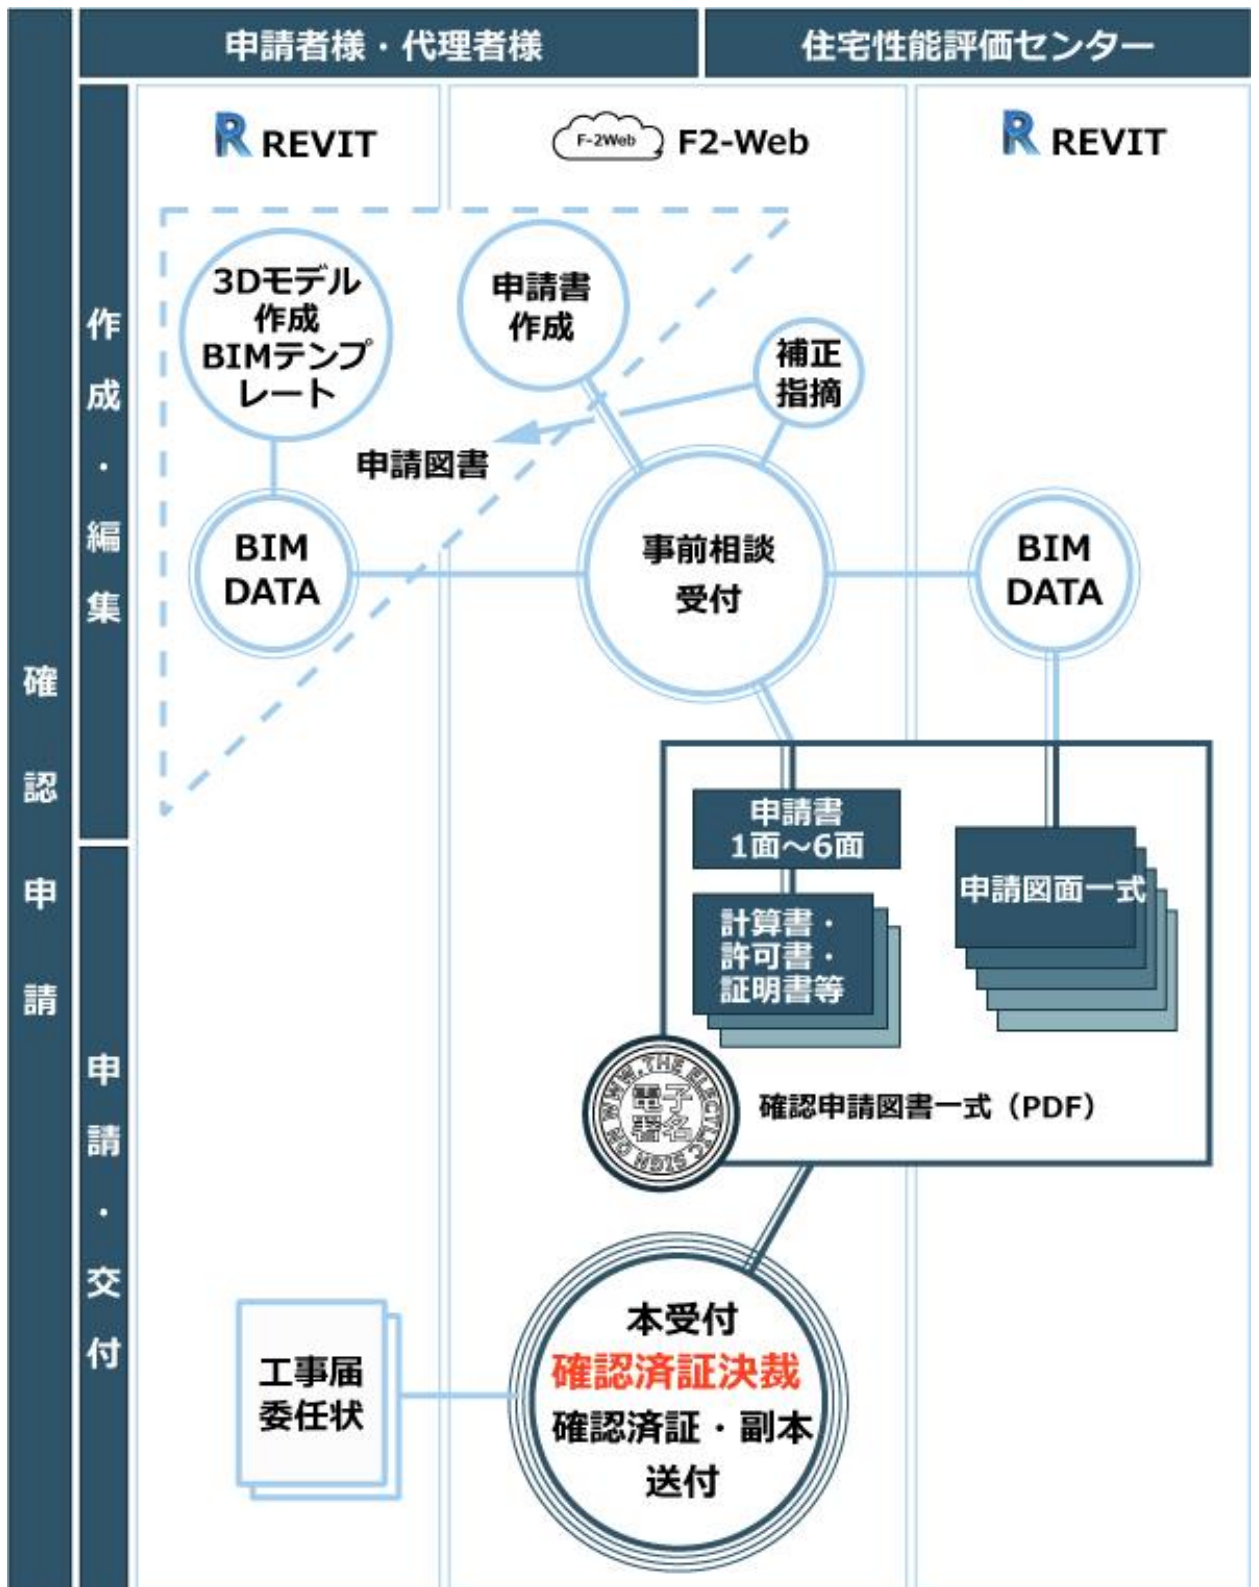 申請者様・代理者様
住宅性能評価センター
確認申請
作成・編集
申請・交付
REVIT
F-2Web
F2-Web
REVIT
3Dモデル
作成
BIMテンプ
レート
申請書
作成
補正
指摘
申請図書
BIM
DATA
事前相談
受付
BIM
DATA
申請書
1面～6面
計算書・
許可書・
証明書等
申請図面一式
電子
署名
WWW.THE ELECTLEC SIGN ON
確認申請図書一式（PDF）
工事届
委任状
本受付
確認済証決裁
確認済証・副本
送付